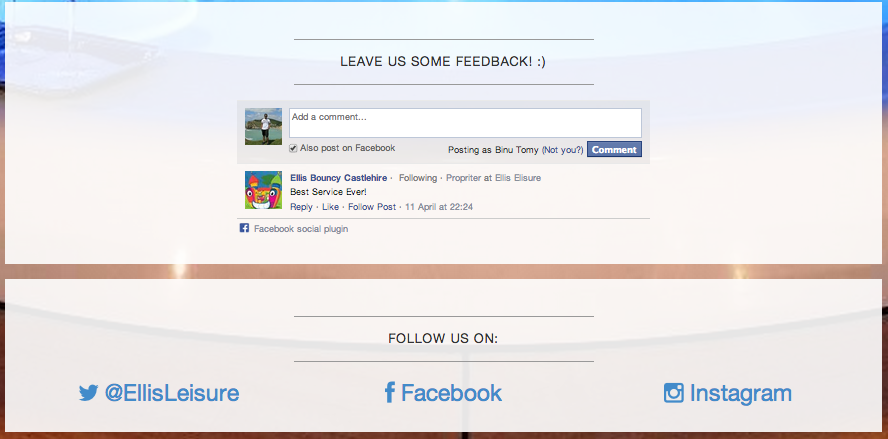 LEAVE US SOME FEEDBACK! :)
Add a comment...
Also post on Facebook
Posting as Binu Tomy (Not you?) Comment
Ellis Bouncy Castlehire · Following · Propriter at Ellis Elisure
Best Service Ever!
Reply · Like · Follow Post · 11 April at 22:24
Facebook social plugin
FOLLOW US ON:
@EllisLeisure Facebook Instagram